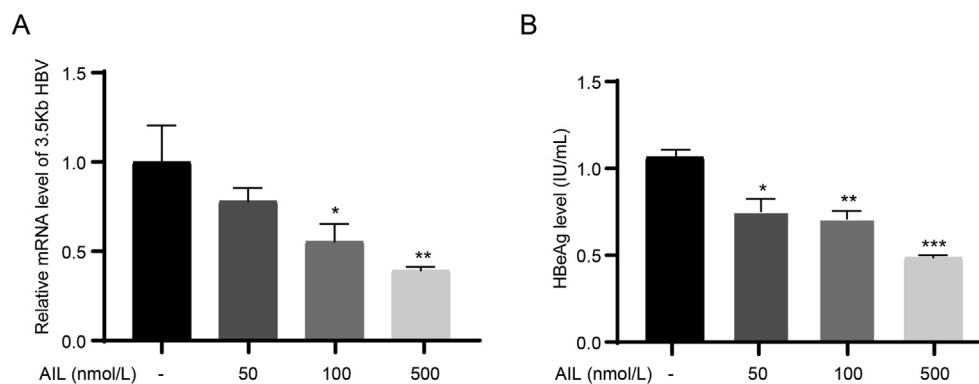 A
Relative mRNA level of 3.5Kb HBV
1.5
1.0
0.5
0.0
*
**
AIL (nmol/L) - 50 100 500
B
HBeAg level (IU/mL)
1.5
1.0
0.5
0.0
*
**
***
AIL (nmol/L) - 50 100 500